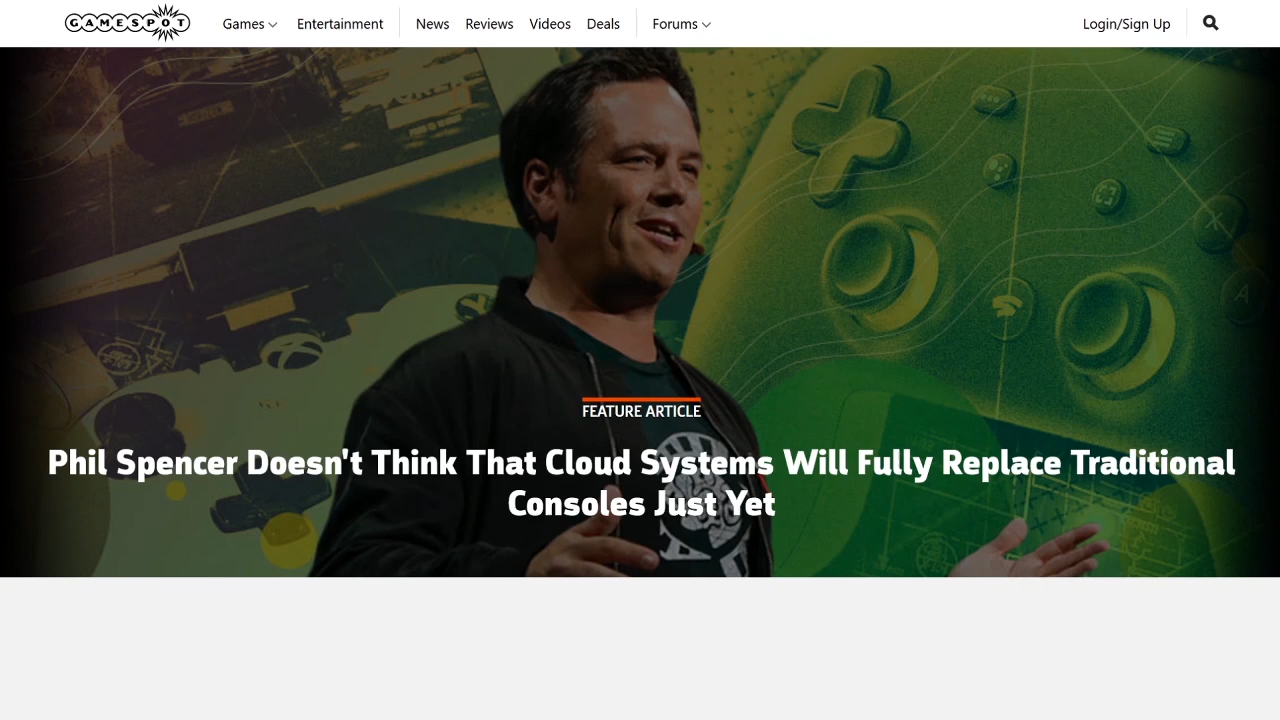 GAMESPOT
Games
Entertainment
News
Reviews
Videos
Deals
Forums
Login/Sign Up
FEATURE ARTICLE
Phil Spencer Doesn't Think That Cloud Systems Will Fully Replace Traditional
Consoles Just Yet